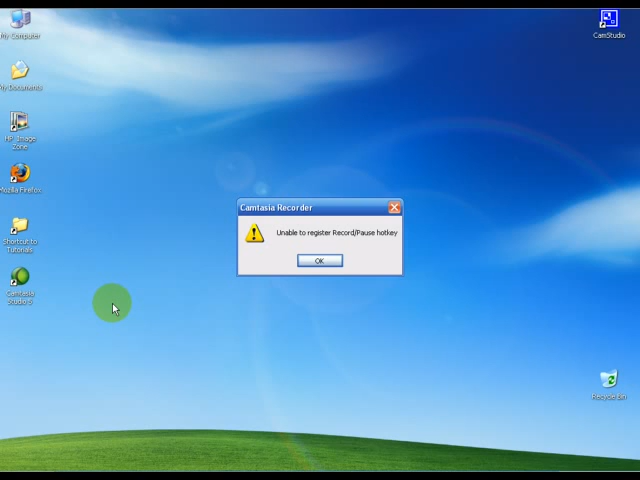 My Computer
CamStudio
My Documents
HP Image
Zone
Mozilla Firefox
Camtasia Recorder
Unable to register Record/Pause hotkey
OK
Shortcut to
Tutorials
Camtasia
Studio 5
Recycle Bin